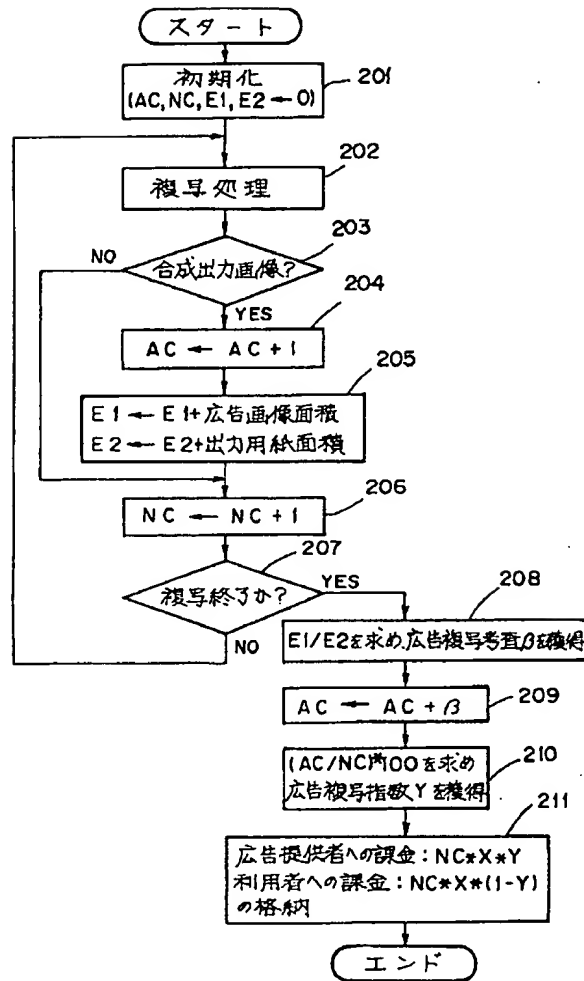 スタート
初期化
(AC, NC, E1, E2 ← 0)
201
202
複写処理
203
合成出力画像?
NO
YES
204
AC ← AC + 1
205
E1 ← E1+広告画像面積
E2 ← E2+出力用紙面積
206
NC ← NC + 1
207
複写終了か?
YES
NO
208
E1/E2を求め、広告複写考査βを獲得
AC ← AC + β
209
(AC/NC)*100を求め
広告複写指数Yを獲得
210
211
広告提供者への課金:NC*X*Y
利用者への課金:NC*X*(1-Y)
の格納
エンド